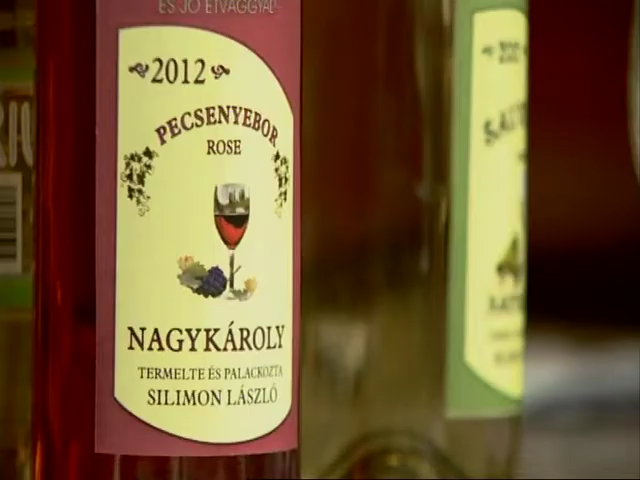 ÉS JÓ ÉTVÁGGYAL
2012
PECSENYEBOR
ROSE
NAGYKÁROLY
TERMELTE ÉS PALACKOZTA
SILIMON LÁSZLÓ